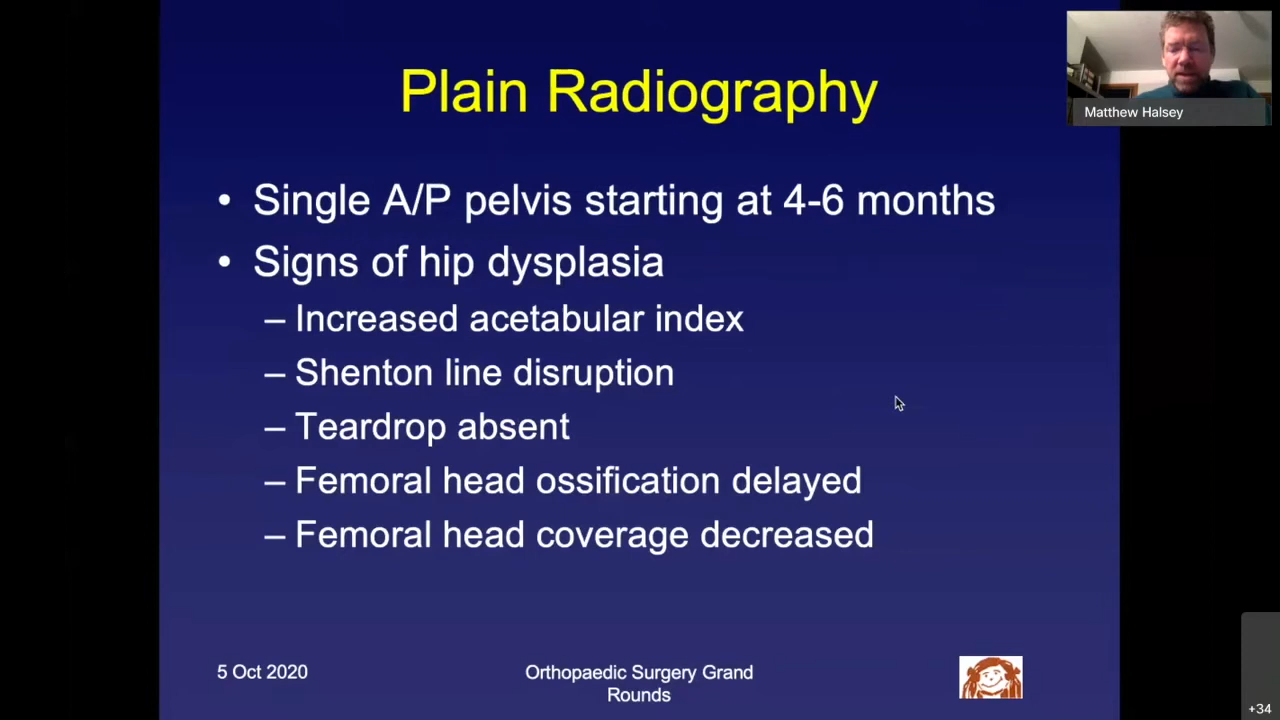 Plain Radiography
Matthew Halsey
• Single A/P pelvis starting at 4-6 months
• Signs of hip dysplasia
– Increased acetabular index
– Shenton line disruption
– Teardrop absent
– Femoral head ossification delayed
– Femoral head coverage decreased
5 Oct 2020
Orthopaedic Surgery Grand
Rounds
+34